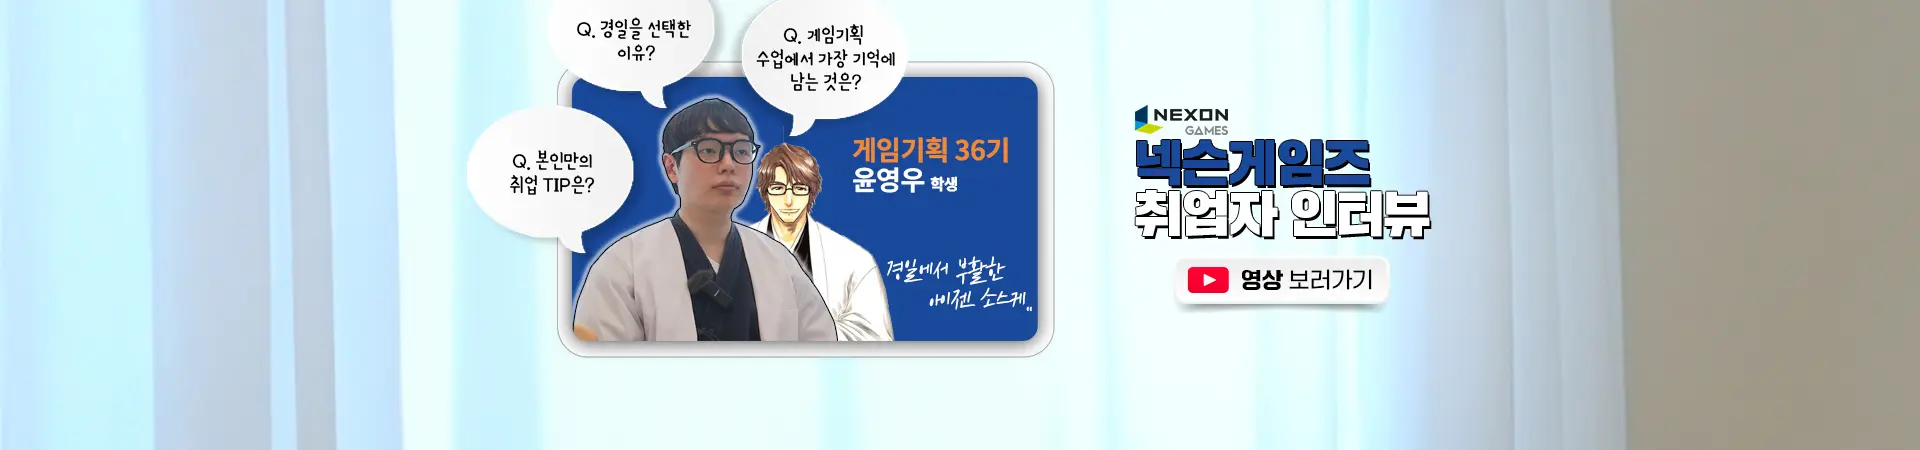 Q. 경일을 선택한
이유?
Q. 게임기획
수업에서 가장 기억에
남는 것은?
Q. 본인만의
취업 TIP은?
게임기획 36기
윤영우 학생
경일에서 부활한
아이젠 소스케..
NEXON
GAMES
넥슨게임즈
취업자 인터뷰
영상 보러가기